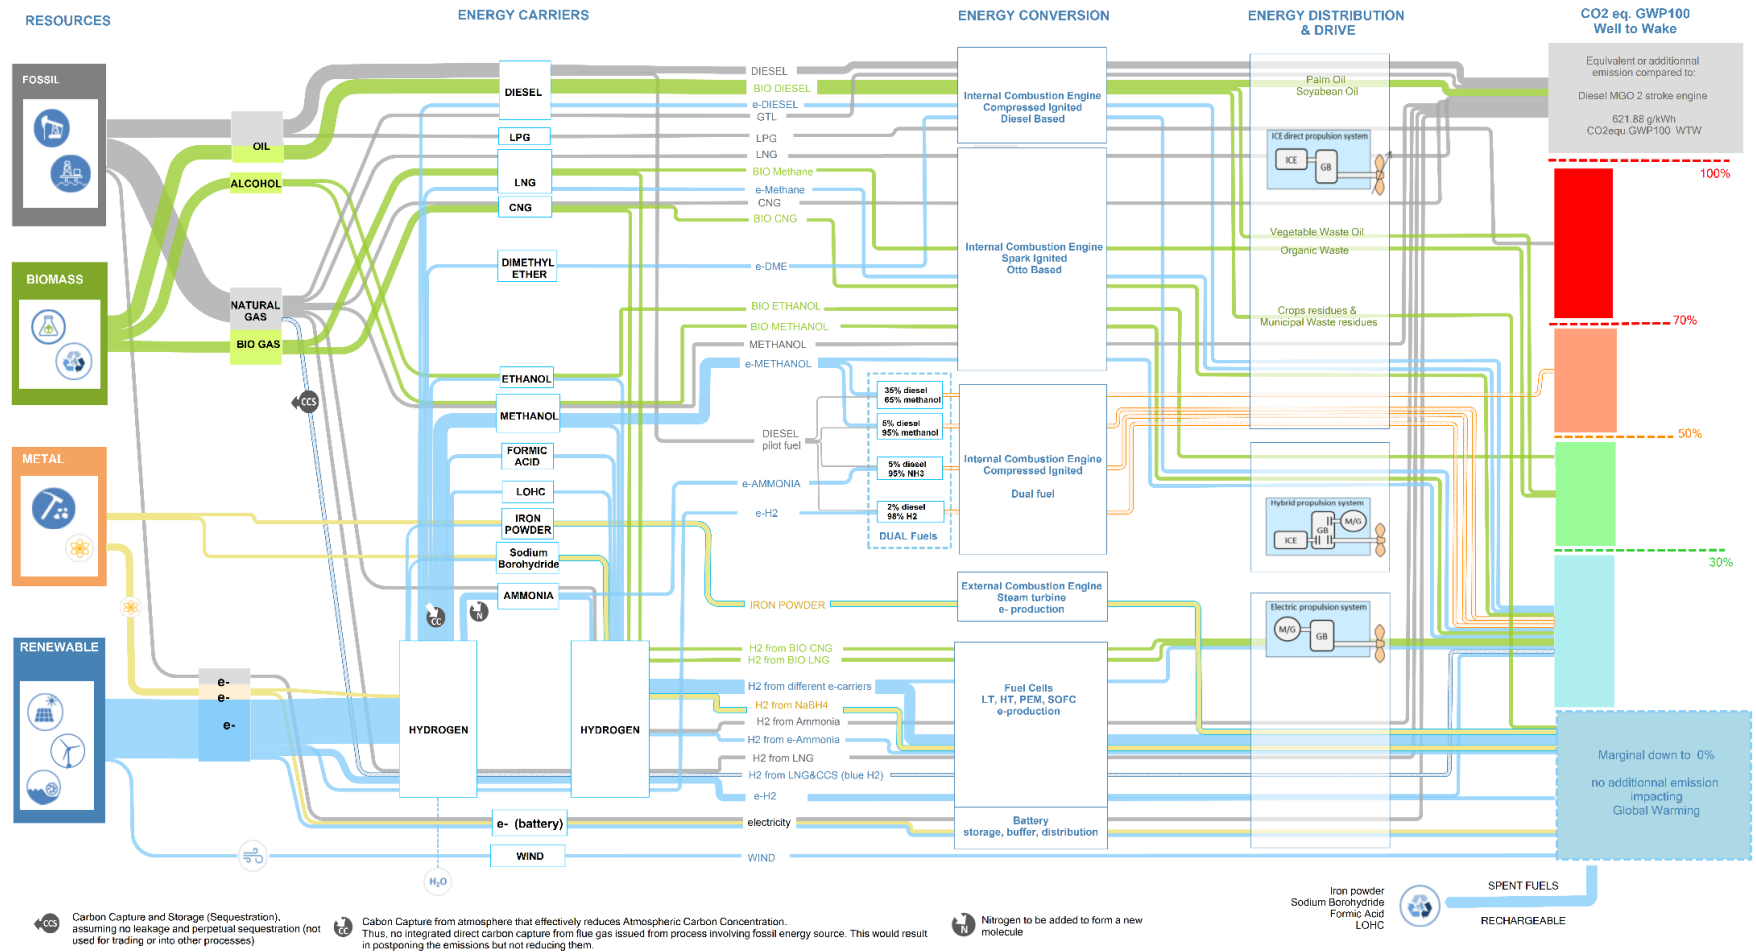 RESOURCES
ENERGY CARRIERS
ENERGY CONVERSION
ENERGY DISTRIBUTION
& DRIVE
CO2 eq. GWP100
Well to Wake
FOSSIL
BIOMASS
METAL
RENEWABLE
OIL
ALCOHOL
NATURAL
GAS
BIO GAS
CCS
e-
e-
e-
DIESEL
LPG
LNG
CNG
DIMETHYL
ETHER
ETHANOL
METHANOL
FORMIC
ACID
LOHC
IRON
POWDER
Sodium
Borohydride
AMMONIA
CC
N
HYDROGEN
HYDROGEN
e- (battery)
WIND
H₂O
DIESEL
BIO DIESEL
e-DIESEL
GTL
LPG
LNG
BIO Methane
e-Methane
CNG
BIO CNG
e-DME
BIO ETHANOL
BIO METHANOL
METHANOL
e-METHANOL
DIESEL
pilot fuel
e-AMMONIA
e-H2
IRON POWDER
H2 from BIO CNG
H2 from BIO LNG
H2 from different e-carriers
H2 from NaBH4
H2 from Ammonia
H2 from e-Ammonia
H2 from LNG
H2 from LNG&CCS (blue H2)
e-H2
electricity
WIND
35% diesel
65% methanol
5% diesel
95% methanol
5% diesel
95% NH3
2% diesel
98% H2
DUAL Fuels
Internal Combustion Engine
Compressed Ignited
Diesel Based
Internal Combustion Engine
Spark Ignited
Otto Based
Internal Combustion Engine
Compressed Ignited
Dual fuel
External Combustion Engine
Steam turbine
e- production
Fuel Cells
LT, HT, PEM, SOFC
e-production
Battery
storage, buffer, distribution
Palm Oil
Soyabean Oil
ICE direct propulsion system
ICE
GB
Vegetable Waste Oil
Organic Waste
Crops residues &
Municipal Waste residues
Hybrid propulsion system
M/G
GB
ICE
Electric propulsion system
M/G
GB
Equivalent or additionnal
emission compared to:
Diesel MGO 2 stroke engine
621.88 g/kWh
CO2equ.GWP100 WTW
100%
70%
50%
30%
Marginal down to 0%
no additionnal emission
impacting
Global Warming
CCS
Carbon Capture and Storage (Sequestration),
assuming no leakage and perpetual sequestration (not
used for trading or into other processes)
CC
Cabon Capture from atmosphere that effectively reduces Atmospheric Carbon Concentration.
Thus, no integrated direct carbon capture from flue gas issued from process involving fossil energy source. This would result
in postponing the emissions but not reducing them.
N
Nitrogen to be added to form a new
molecule
Iron powder
Sodium Borohydride
Formic Acid
LOHC
SPENT FUELS
RECHARGEABLE